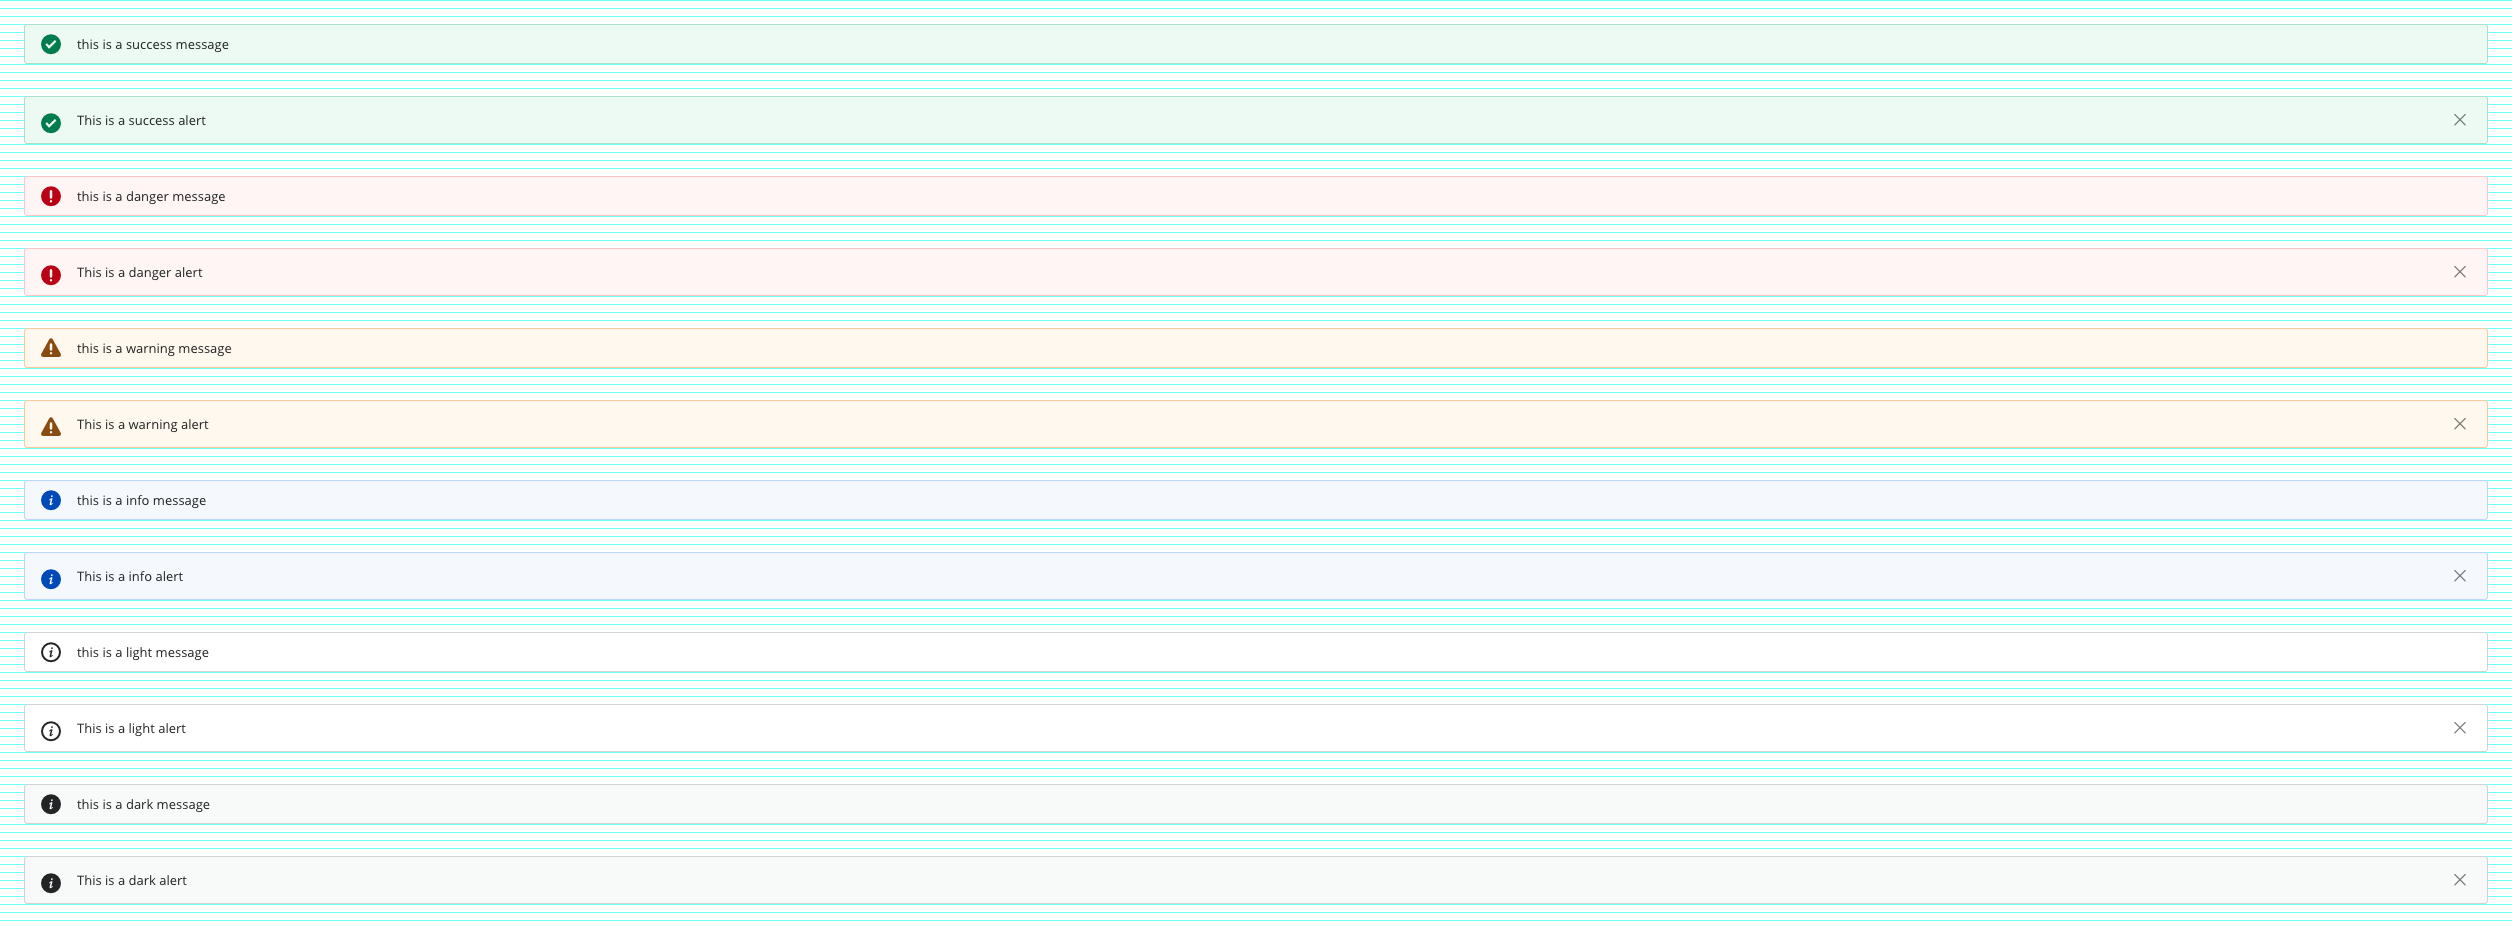 this is a success message
This is a success alert
this is a danger message
This is a danger alert
this is a warning message
This is a warning alert
this is a info message
This is a info alert
this is a light message
This is a light alert
this is a dark message
This is a dark alert